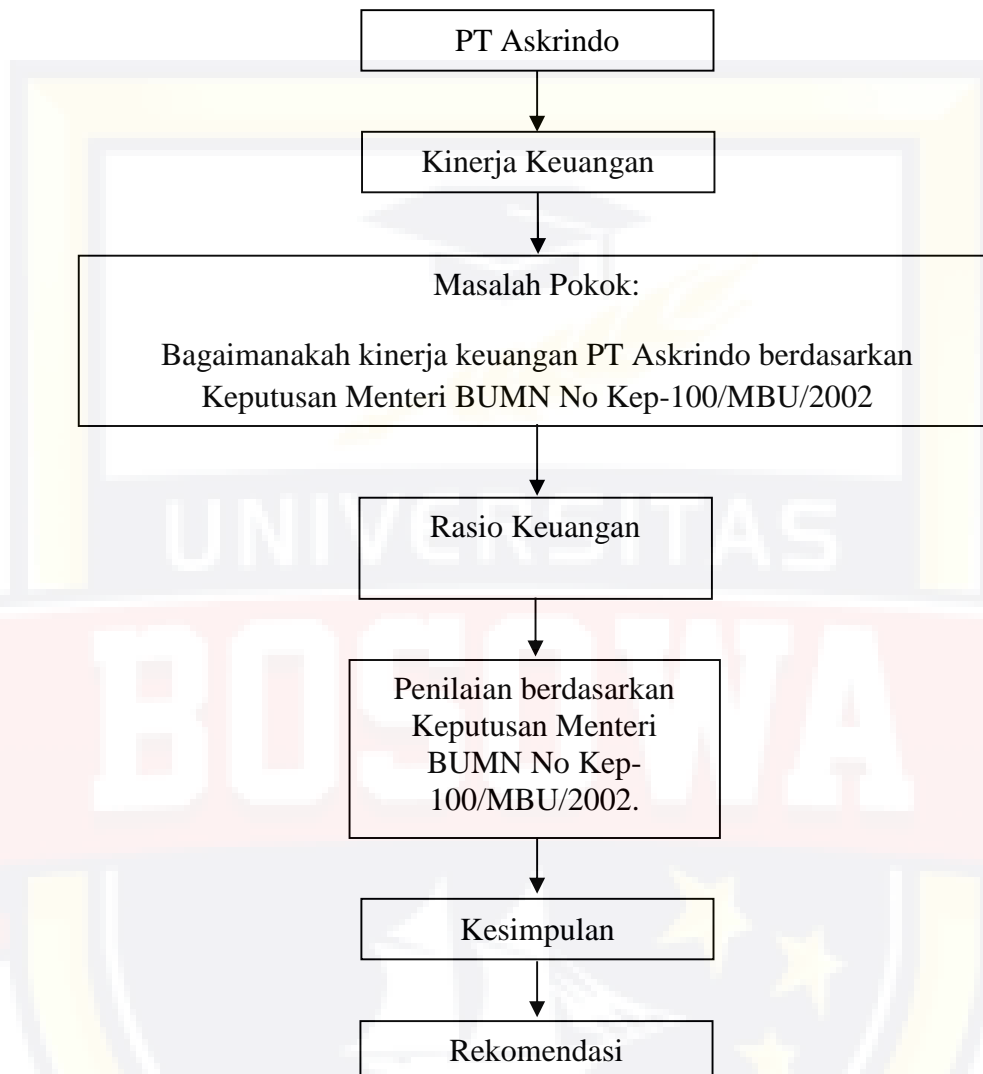 PT Askrindo
Kinerja Keuangan
Masalah Pokok:
Bagaimanakah kinerja keuangan PT Askrindo berdasarkan
Keputusan Menteri BUMN No Kep-100/MBU/2002
Rasio Keuangan
UNIVERSITAS
BOSOWA
Penilaian berdasarkan
Keputusan Menteri
BUMN No Kep-
100/MBU/2002.
Kesimpulan
Rekomendasi